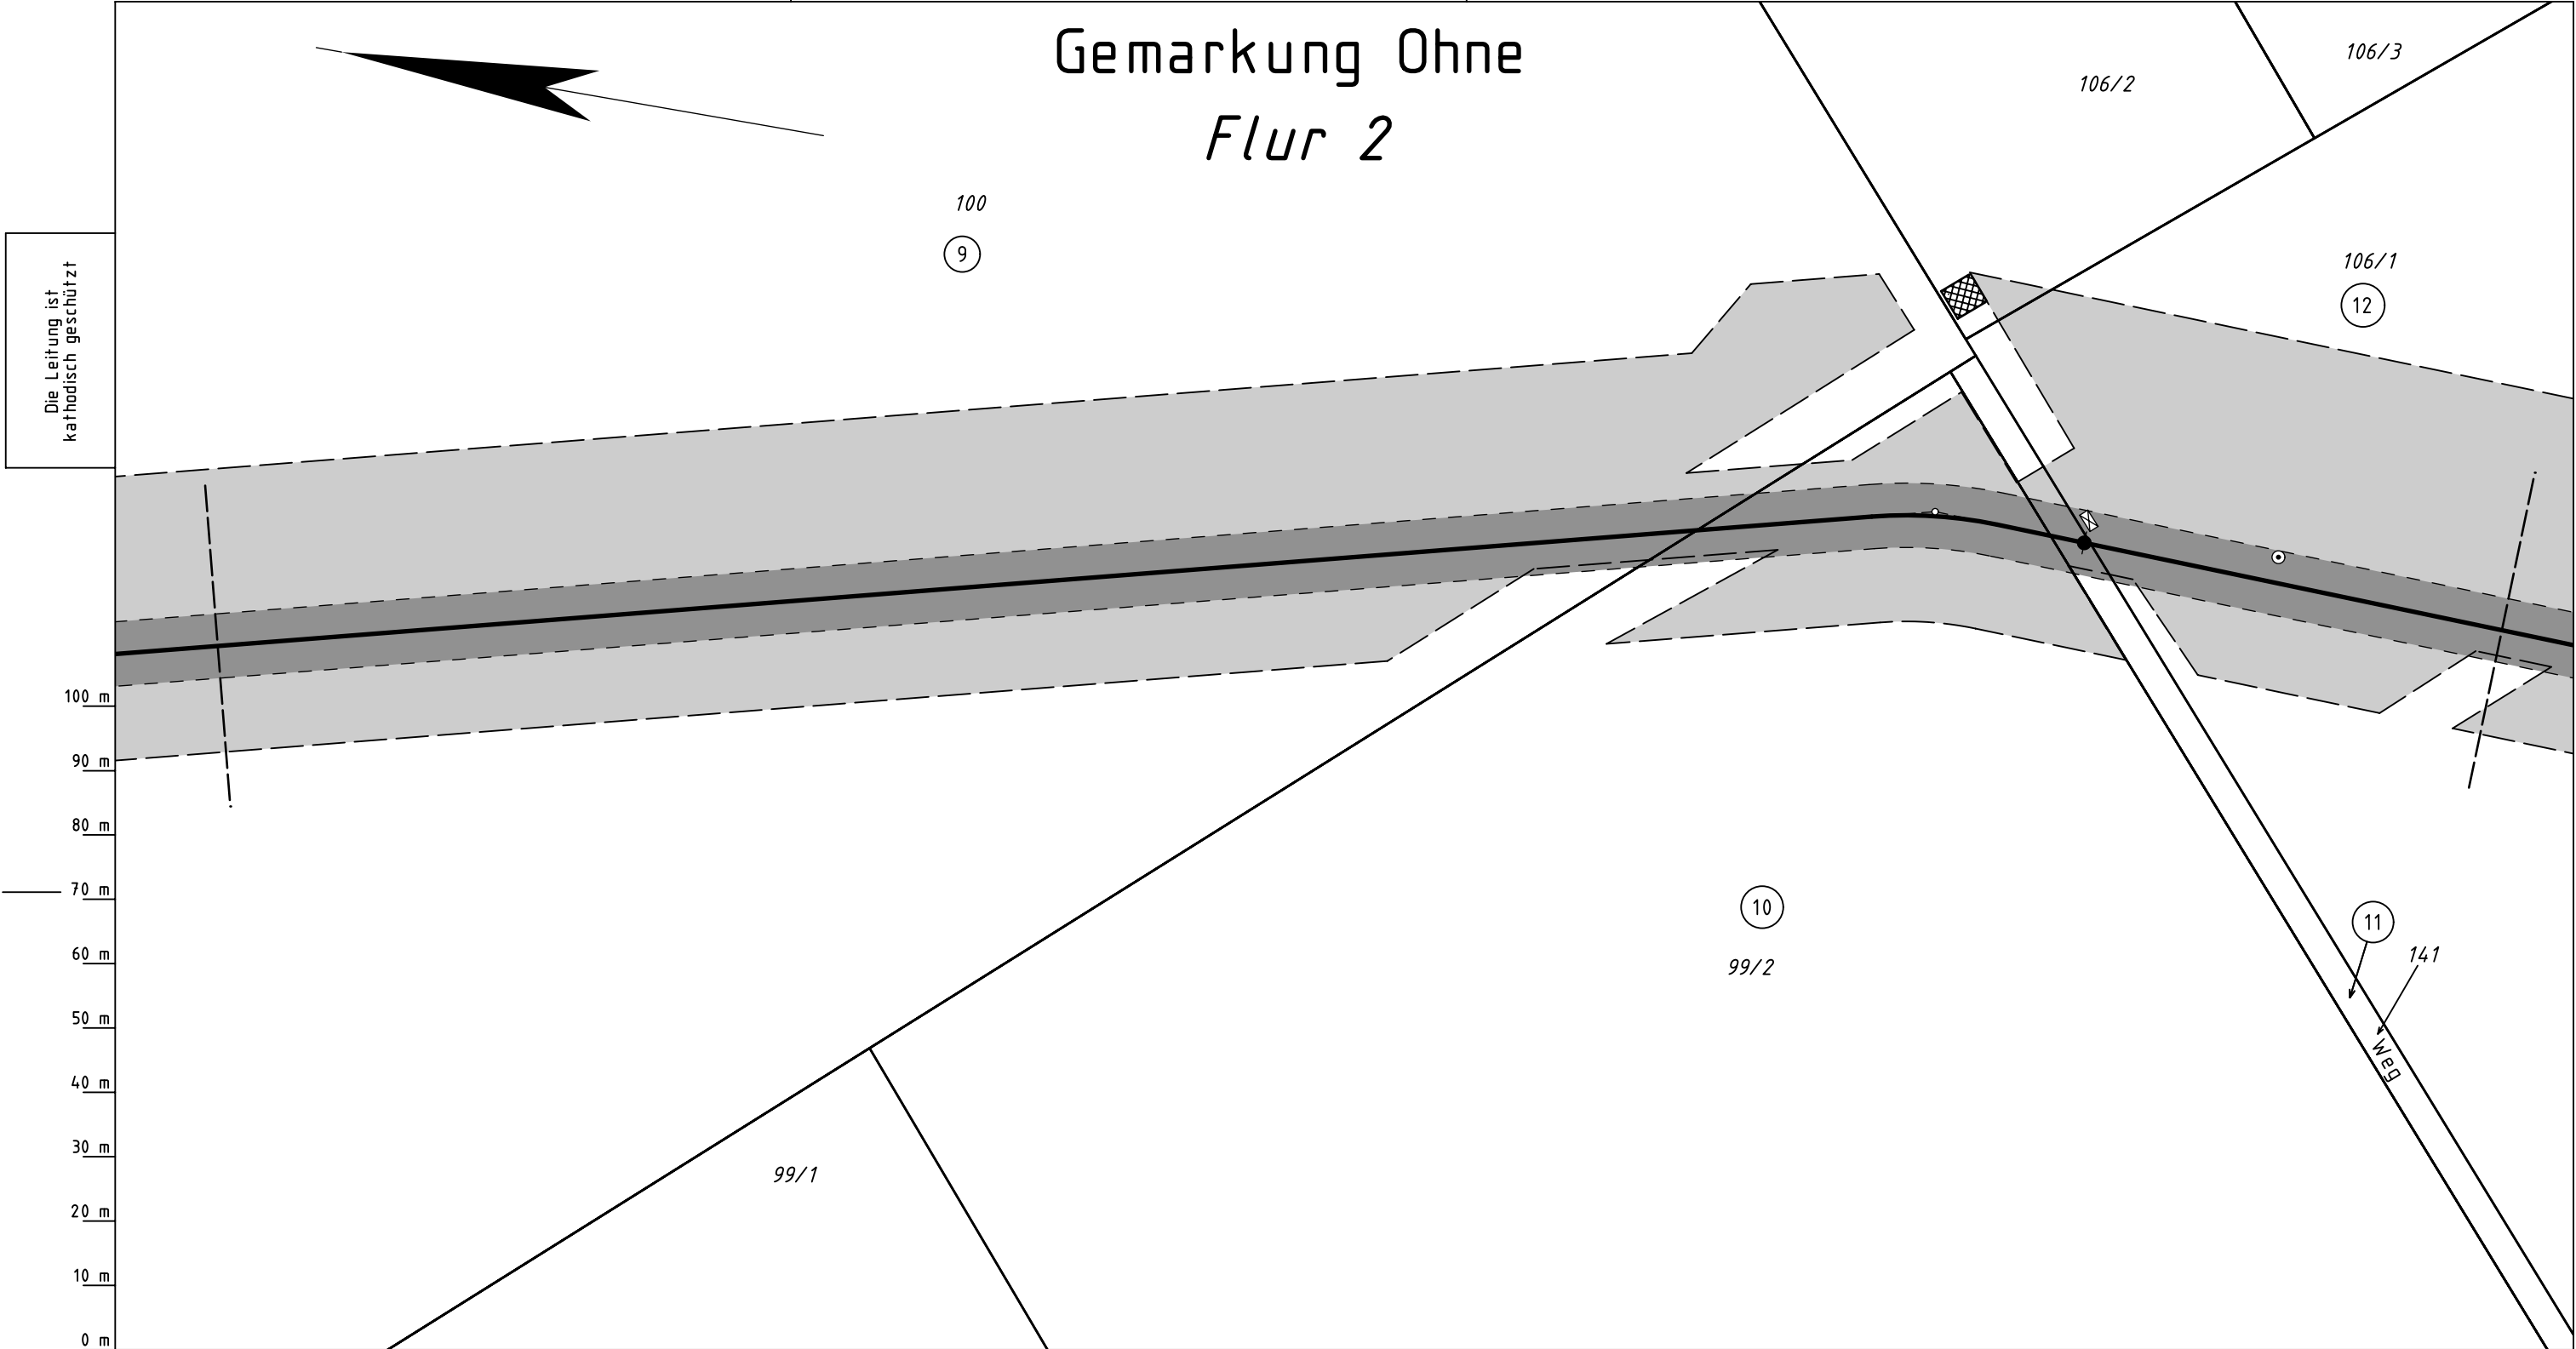 Gemarkung Ohne
Flur 2
106/3
106/2
100
9
106/1
12
Die Leitung ist
kathodisch geschützt
100 m
90 m
80 m
70 m
60 m
50 m
40 m
30 m
20 m
10 m
0 m
10
99/2
11
141
Weg
99/1